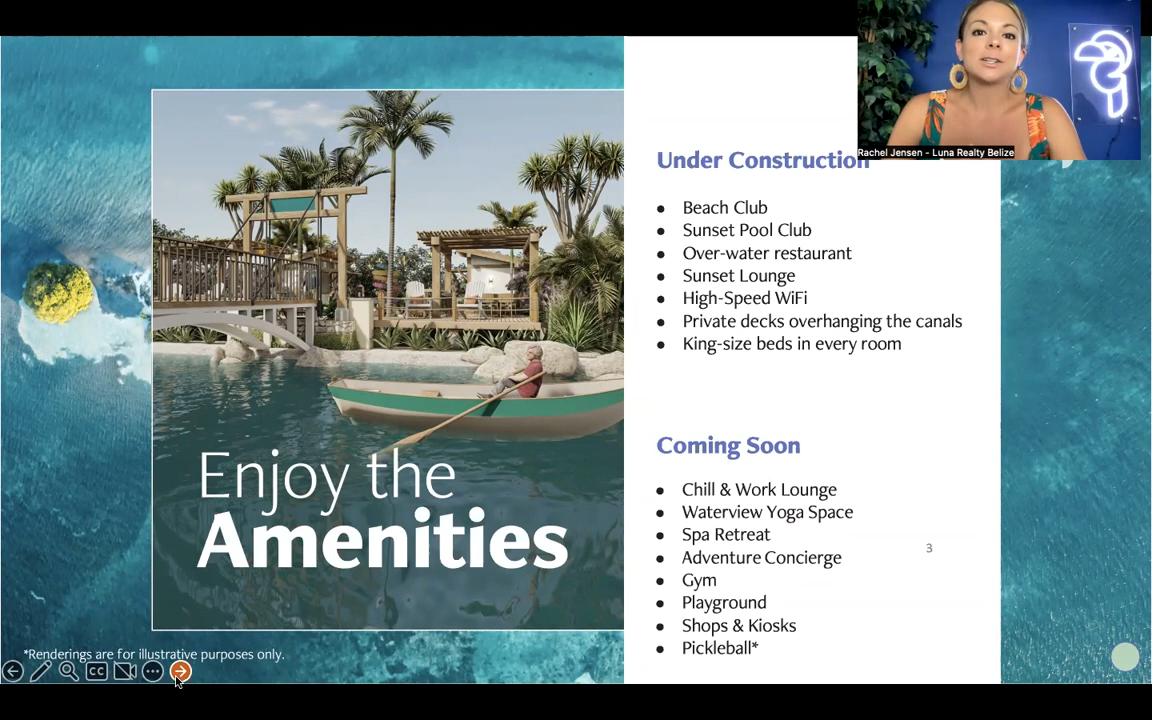 Rachel Jensen - Luna Realty Belize
Under Construction
Beach Club
Sunset Pool Club
Over-water restaurant
Sunset Lounge
High-Speed WiFi
Private decks overhanging the canals
King-size beds in every room
Enjoy the
Amenities
Coming Soon
Chill & Work Lounge
Waterview Yoga Space
Spa Retreat
Adventure Concierge
Gym
Playground
Shops & Kiosks
Pickleball*
3
*Renderings are for illustrative purposes only.
CC